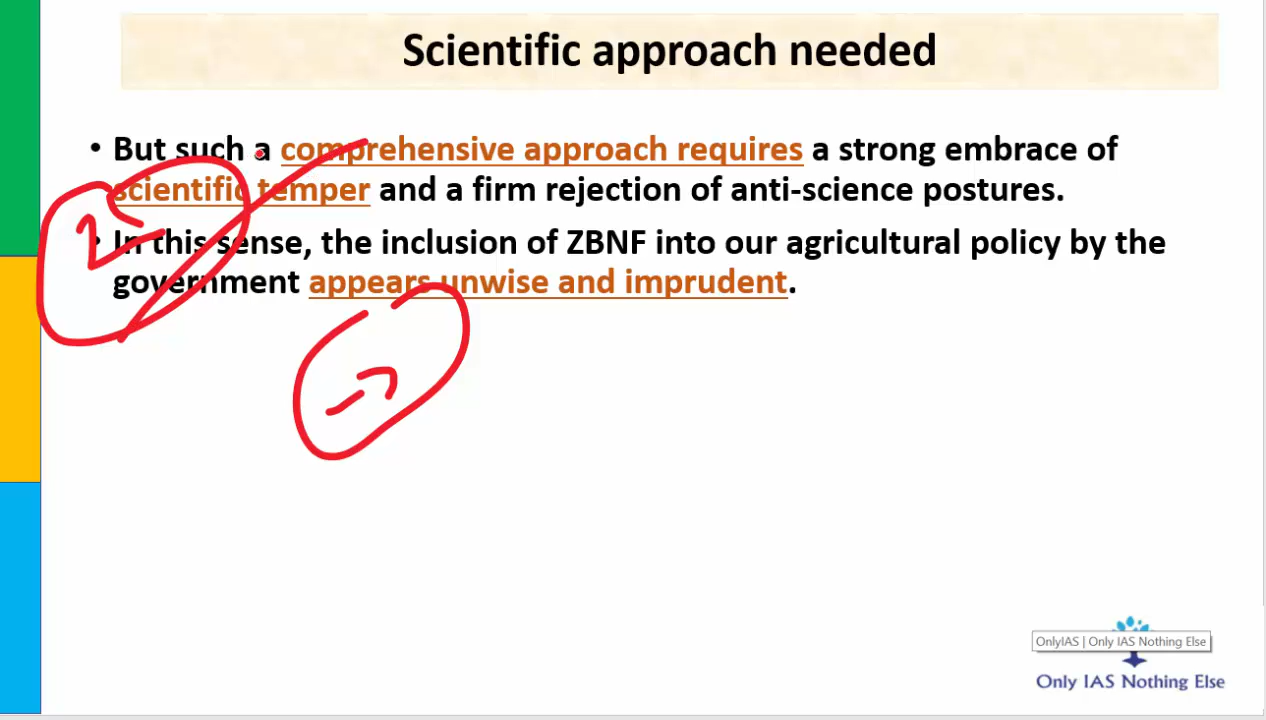 Scientific approach needed
• But such a comprehensive approach requires a strong embrace of
scientific temper and a firm rejection of anti-science postures.
• In this sense, the inclusion of ZBNF into our agricultural policy by the
government appears unwise and imprudent.
OnlyIAS | Only IAS Nothing Else
Only IAS Nothing Else